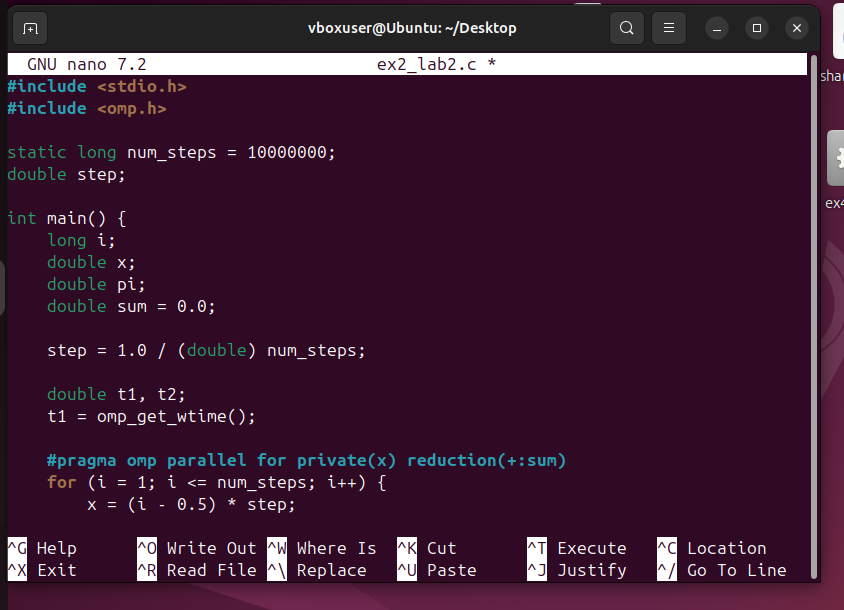 vboxuser@Ubuntu: ~/Desktop
GNU nano 7.2 ex2_lab2.c *
#include <stdio.h>
#include <omp.h>
static long num_steps = 10000000;
double step;
int main() {
long i;
double x;
double pi;
double sum = 0.0;
step = 1.0 / (double) num_steps;
double t1, t2;
t1 = omp_get_wtime();
#pragma omp parallel for private(x) reduction(+:sum)
for (i = 1; i <= num_steps; i++) {
x = (i - 0.5) * step;
^G Help ^O Write Out ^W Where Is ^K Cut ^T Execute ^C Location
^X Exit ^R Read File ^\ Replace ^U Paste ^J Justify ^/ Go To Line